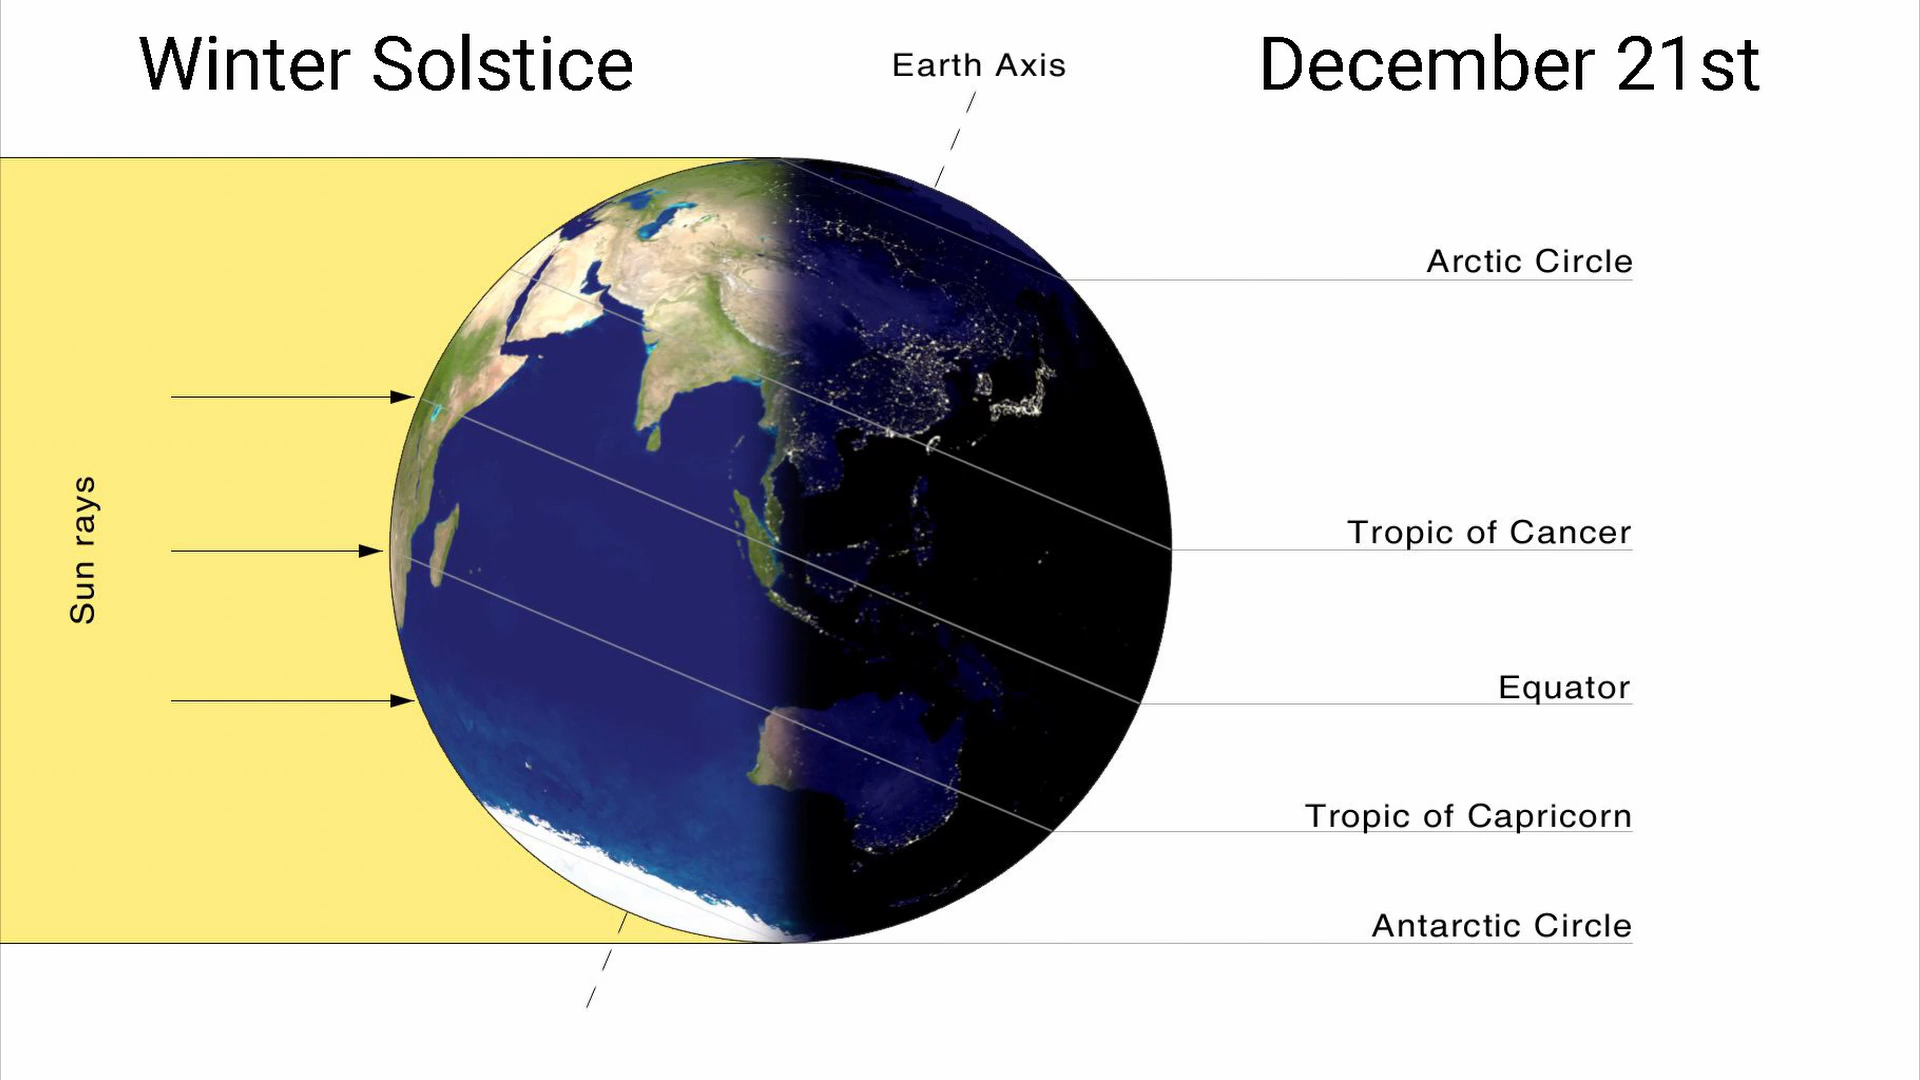 Winter Solstice
Earth Axis
December 21st
Arctic Circle
Sun rays
Tropic of Cancer
Equator
Tropic of Capricorn
Antarctic Circle